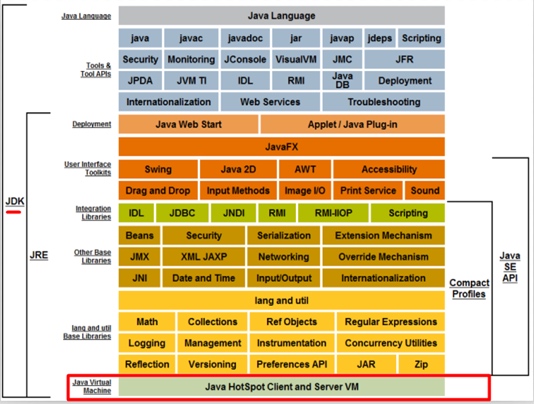 Java Language Java Language
java javac javadoc jar javap jdeps Scripting
Security Monitoring JConsole VisualVM JMC JFR
Tools &
Tool APIs
JPDA JVM TI IDL RMI Java DB Deployment
Internationalization Web Services Troubleshooting
Deployment Java Web Start Applet / Java Plug-in
JavaFX
User Interface
Toolkits
Swing Java 2D AWT Accessibility
Drag and Drop Input Methods Image I/O Print Service Sound
Integration
Libraries
IDL JDBC JNDI RMI RMI-IIOP Scripting
Beans Security Serialization Extension Mechanism
Other Base
Libraries
JMX XML JAXP Networking Override Mechanism
JNI Date and Time Input/Output Internationalization
lang and util
lang and util
Base Libraries
Math Collections Ref Objects Regular Expressions
Logging Management Instrumentation Concurrency Utilities
Reflection Versioning Preferences API JAR Zip
Java Virtual
Machine
Java HotSpot Client and Server VM
JDK
JRE
Compact
Profiles
Java
SE
API